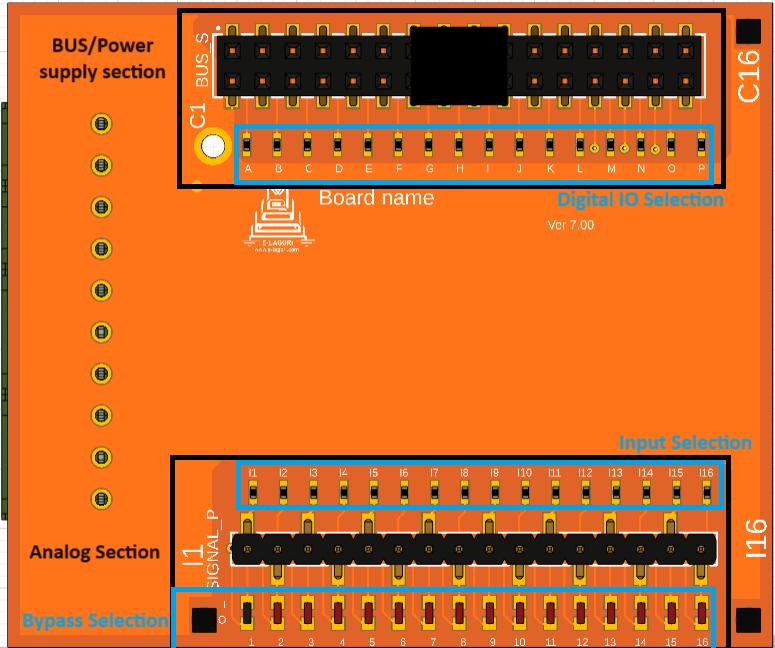 BUS/Power
supply section
BUS_S
C1
C16
A B C D E F G H I J K L M N O P
Digital IO Selection
Board name
E-LAGORI
Ver 7.00
Input Selection
I1 I2 I3 I4 I5 I6 I7 I8 I9 I10 I11 I12 I13 I14 I15 I16
SIGNAL_P
I1
I16
Analog Section
Bypass Selection
I
O
1 2 3 4 5 6 7 8 9 10 11 12 13 14 15 16